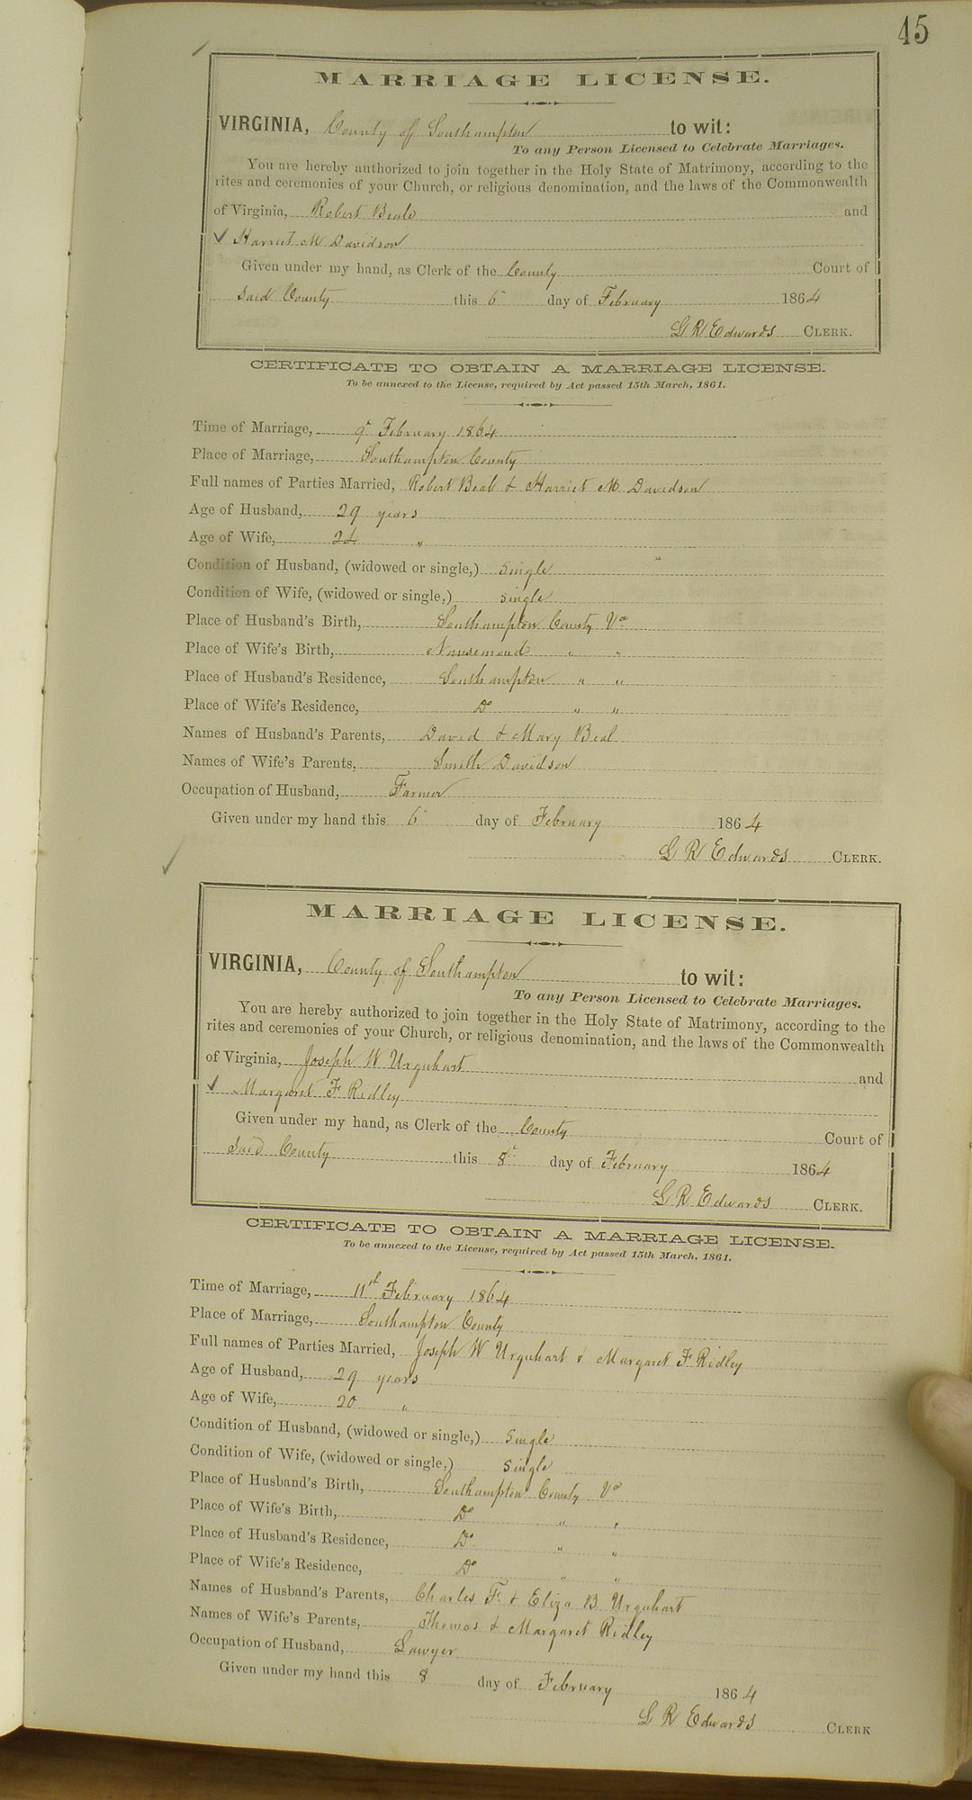 45
MARRIAGE LICENSE.
VIRGINIA, County of Southampton to wit:
To any Person Licensed to Celebrate Marriages.
You are hereby authorized to join together in the Holy State of Matrimony, according to the
rites and ceremonies of your Church, or religious denomination, and the laws of the Commonwealth
of Virginia, Robert Beale and
✓ Harriet M Davidson
Given under my hand, as Clerk of the County Court of
Said County this 6 day of February 1864
G R Edwards CLERK.
CERTIFICATE TO OBTAIN A MARRIAGE LICENSE.
To be annexed to the License, required by Act passed 15th March, 1861.
Time of Marriage, 9" February 1864
Place of Marriage, Southampton County
Full names of Parties Married, Robert Beal & Harriet M Davidson
Age of Husband, 29 years
Age of Wife, 24 "
Condition of Husband, (widowed or single,) single
Condition of Wife, (widowed or single,) single
Place of Husband's Birth, Southampton County Va
Place of Wife's Birth, Nansemond " "
Place of Husband's Residence, Southampton " "
Place of Wife's Residence, Do " "
Names of Husband's Parents, David & Mary Beal
Names of Wife's Parents, Smith Davidson
Occupation of Husband, Farmer
Given under my hand this 6 day of February 1864
G R Edwards CLERK.
MARRIAGE LICENSE.
VIRGINIA, County of Southampton to wit:
To any Person Licensed to Celebrate Marriages.
You are hereby authorized to join together in the Holy State of Matrimony, according to the
rites and ceremonies of your Church, or religious denomination, and the laws of the Commonwealth
of Virginia, Joseph W Urquhart and
✓ Margaret F Ridley
Given under my hand, as Clerk of the County Court of
Said County this 8" day of February 1864
G R Edwards CLERK.
CERTIFICATE TO OBTAIN A MARRIAGE LICENSE.
To be annexed to the License, required by Act passed 15th March, 1861.
Time of Marriage, 11th February 1864
Place of Marriage, Southampton County
Full names of Parties Married, Joseph W Urquhart & Margaret F Ridley
Age of Husband, 29 years
Age of Wife, 20 "
Condition of Husband, (widowed or single,) single
Condition of Wife, (widowed or single,) single
Place of Husband's Birth, Southampton County Va
Place of Wife's Birth, Do " "
Place of Husband's Residence, Do " "
Place of Wife's Residence, Do " "
Names of Husband's Parents, Charles F. & Eliza B Urquhart
Names of Wife's Parents, Thomas & Margaret Ridley
Occupation of Husband, Lawyer
Given under my hand this 8 day of February 1864
G R Edwards CLERK